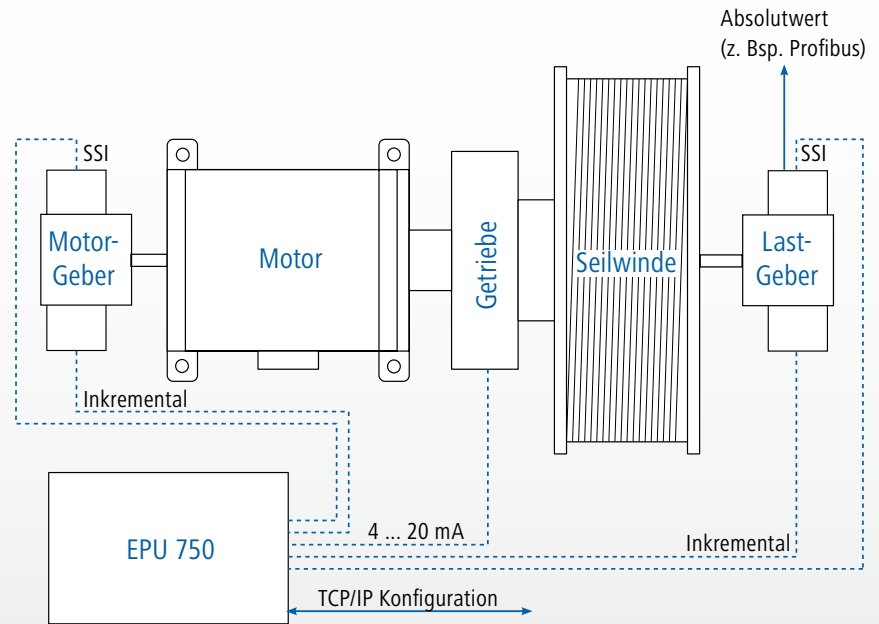 Absolutwert
(z. Bsp. Profibus)
SSI
SSI
Motor-
Geber
Motor
Getriebe
Seilwinde
Last-
Geber
Inkremental
EPU 750
4 ... 20 mA
Inkremental
TCP/IP Konfiguration